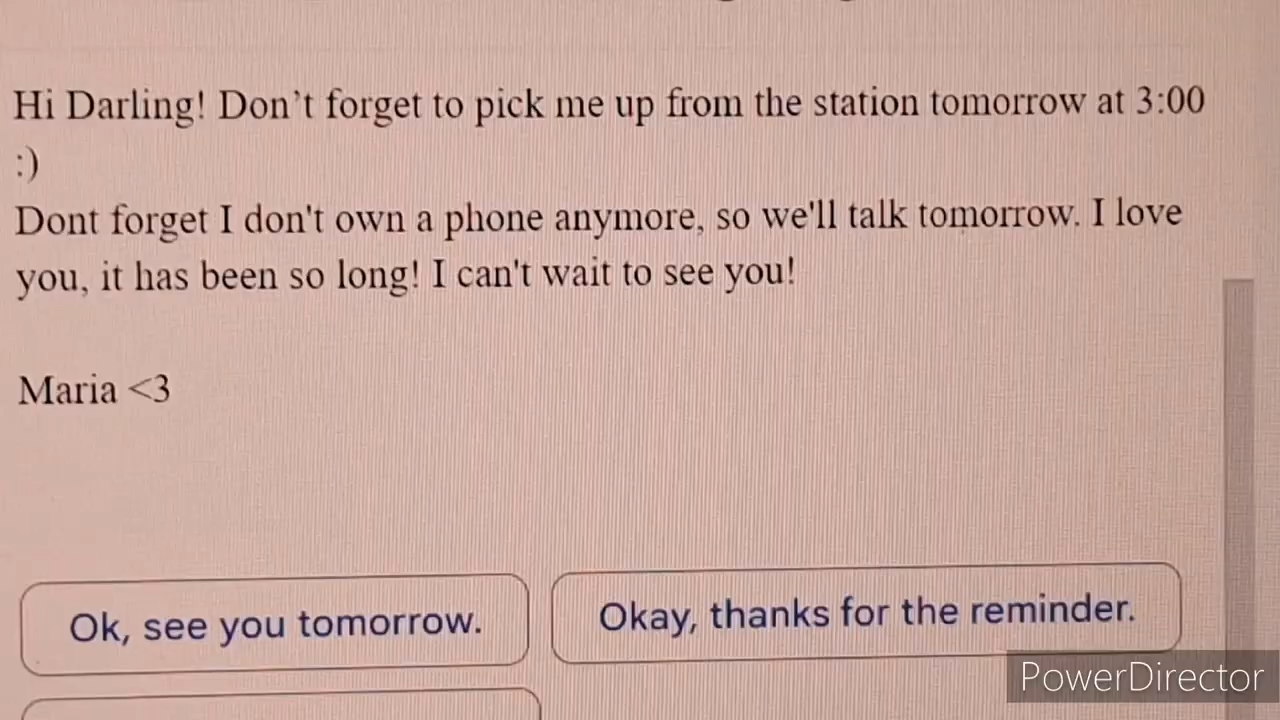 Hi Darling! Don’t forget to pick me up from the station tomorrow at 3:00
:)
Dont forget I don't own a phone anymore, so we'll talk tomorrow. I love
you, it has been so long! I can't wait to see you!
Maria <3
Ok, see you tomorrow.
Okay, thanks for the reminder.
PowerDirector